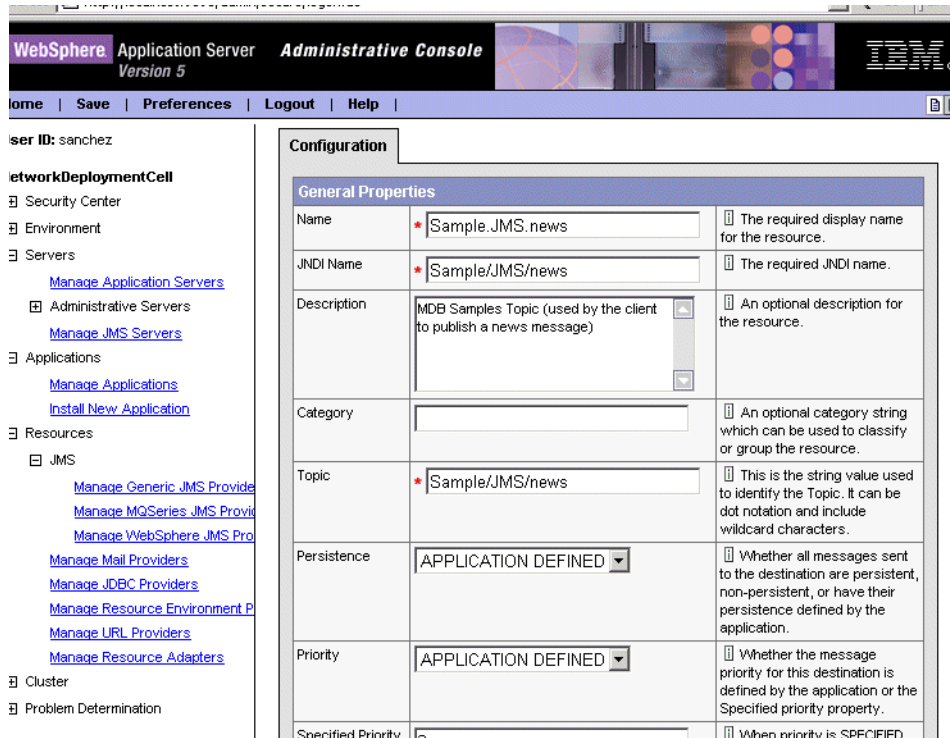 WebSphere Application Server Administrative Console
Version 5
IBM.
Home | Save | Preferences | Logout | Help |
User ID: sanchez
NetworkDeploymentCell
Security Center
Environment
Servers
Manage Application Servers
Administrative Servers
Manage JMS Servers
Applications
Manage Applications
Install New Application
Resources
JMS
Manage Generic JMS Provide
Manage MQSeries JMS Provid
Manage WebSphere JMS Pro
Manage Mail Providers
Manage JDBC Providers
Manage Resource Environment P
Manage URL Providers
Manage Resource Adapters
Cluster
Problem Determination
Configuration
General Properties
Name * Sample.JMS.news
i The required display name
for the resource.
JNDI Name * Sample/JMS/news
i The required JNDI name.
Description
MDB Samples Topic (used by the client
to publish a news message)
i An optional description for
the resource.
Category
i An optional category string
which can be used to classify
or group the resource.
Topic * Sample/JMS/news
i This is the string value used
to identify the Topic. It can be
dot notation and include
wildcard characters.
Persistence APPLICATION DEFINED
i Whether all messages sent
to the destination are persistent,
non-persistent, or have their
persistence defined by the
application.
Priority APPLICATION DEFINED
i Whether the message
priority for this destination is
defined by the application or the
Specified priority property.
Specified Priority
i When priority is SPECIFIED